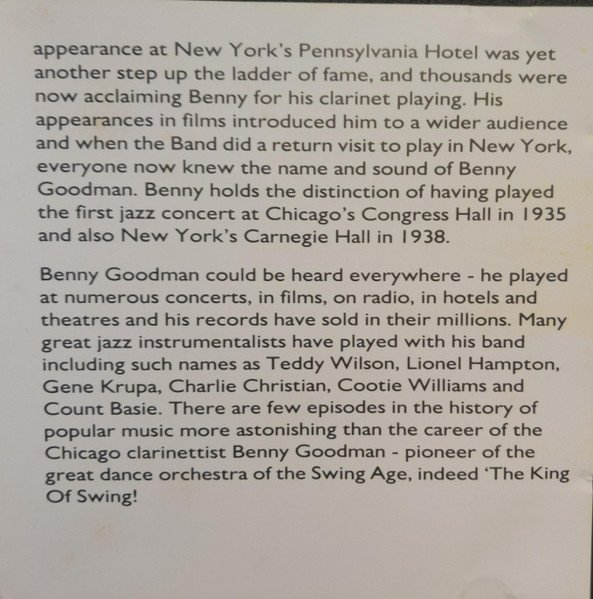 appearance at New York's Pennsylvania Hotel was yet
another step up the ladder of fame, and thousands were
now acclaiming Benny for his clarinet playing. His
appearances in films introduced him to a wider audience
and when the Band did a return visit to play in New York,
everyone now knew the name and sound of Benny
Goodman. Benny holds the distinction of having played
the first jazz concert at Chicago's Congress Hall in 1935
and also New York's Carnegie Hall in 1938.
Benny Goodman could be heard everywhere - he played
at numerous concerts, in films, on radio, in hotels and
theatres and his records have sold in their millions. Many
great jazz instrumentalists have played with his band
including such names as Teddy Wilson, Lionel Hampton,
Gene Krupa, Charlie Christian, Cootie Williams and
Count Basie. There are few episodes in the history of
popular music more astonishing than the career of the
Chicago clarinettist Benny Goodman - pioneer of the
great dance orchestra of the Swing Age, indeed 'The King
Of Swing!